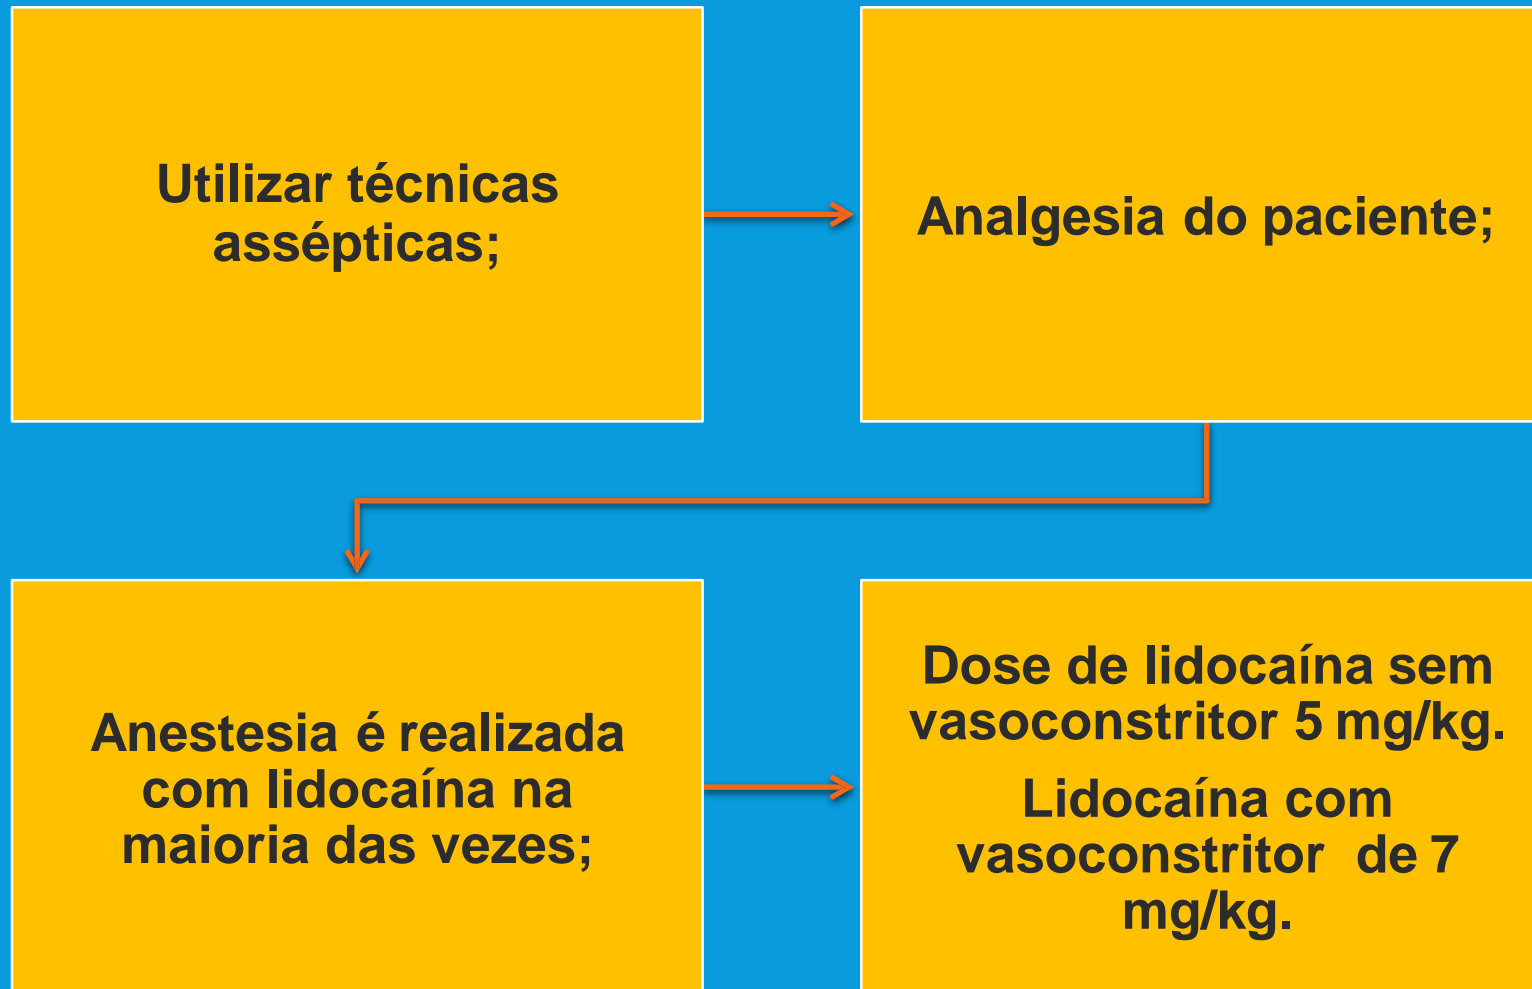 Utilizar técnicas
assépticas;
Analgesia do paciente;
Anestesia é realizada
com lidocaína na
maioria das vezes;
Dose de lidocaína sem
vasoconstritor 5 mg/kg.
Lidocaína com
vasoconstritor de 7
mg/kg.